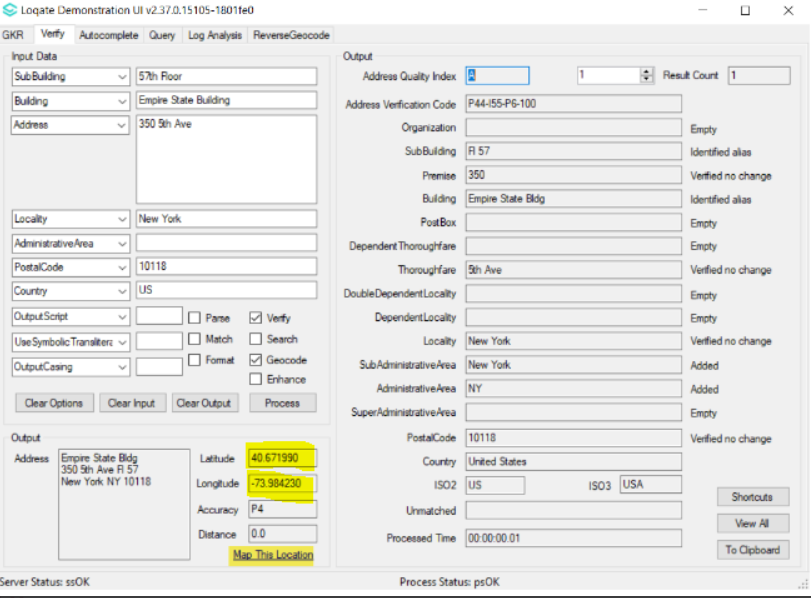 Loqate Demonstration UI v2.37.0.15105-1801fe0
GKR Verify Autocomplete Query Log Analysis ReverseGeocode
Input Data
SubBuilding 57th Floor
Building Empire State Building
Address 350 5th Ave
Locality New York
AdministrativeArea
PostalCode 10118
Country US
OutputScript Parse Verify
UseSymbolicTranslitera Match Search
OutputCasing Format Geocode
Enhance
Clear Options Clear Input Clear Output Process
Output
Address Empire State Bldg
350 5th Ave Fl 57
New York NY 10118
Latitude 40.671990
Longitude -73.984230
Accuracy P4
Distance 0.0
Map This Location
Output
Address Quality Index A 1 Result Count 1
Address Verification Code P44-I55-P6-100
Organization Empty
SubBuilding Fl 57 Identified alias
Premise 350 Verified no change
Building Empire State Bldg Identified alias
PostBox Empty
DependentThoroughfare Empty
Thoroughfare 5th Ave Verified no change
DoubleDependentLocality Empty
DependentLocality Empty
Locality New York Verified no change
SubAdministrativeArea New York Added
AdministrativeArea NY Added
SuperAdministrativeArea Empty
PostalCode 10118 Verified no change
Country United States
ISO2 US ISO3 USA
Unmatched
Processed Time 00:00:00.01
Shortcuts
View All
To Clipboard
Server Status: ssOK Process Status: psOK